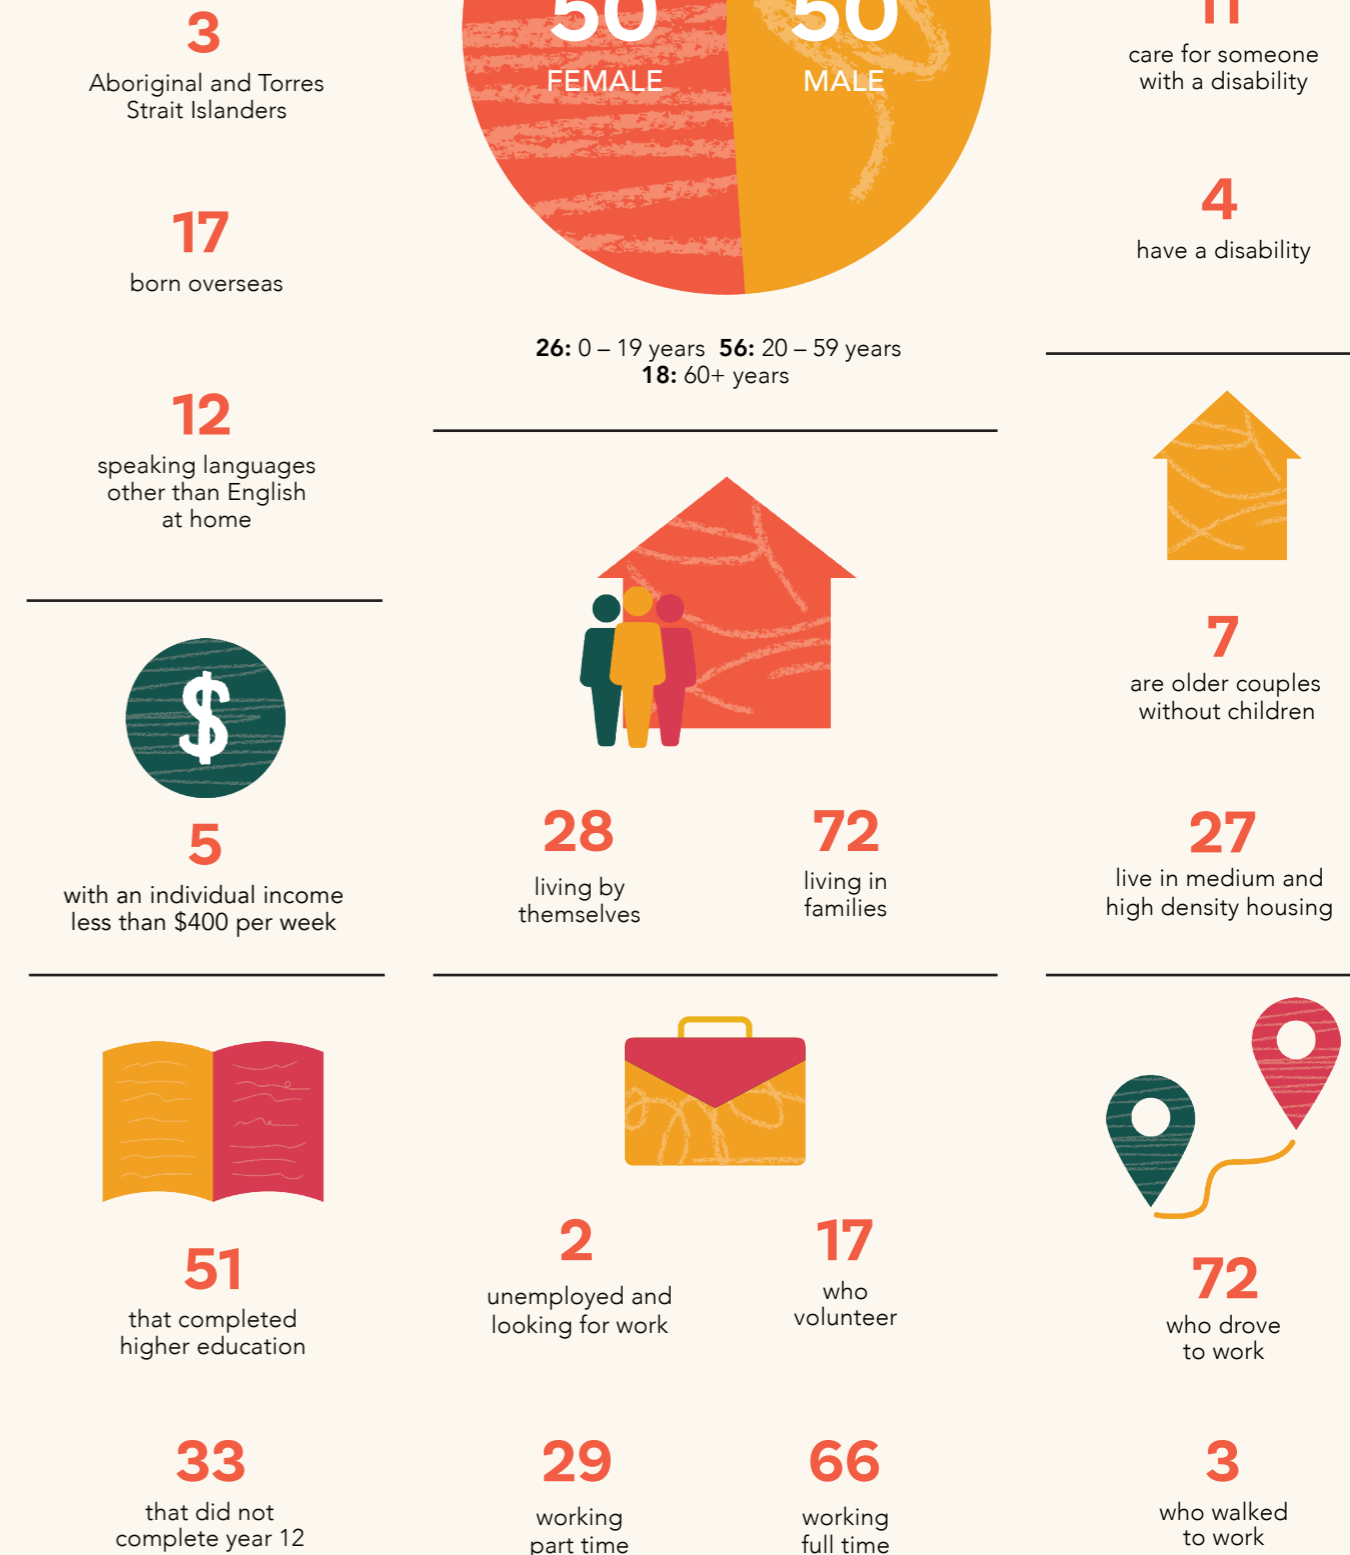 3
Aboriginal and Torres
Strait Islanders
17
born overseas
12
speaking languages
other than English
at home
5
with an individual income
less than $400 per week
51
that completed
higher education
33
that did not
complete year 12
50
FEMALE
50
MALE
26: 0 – 19 years 56: 20 – 59 years
18: 60+ years
28
living by
themselves
72
living in
families
2
unemployed and
looking for work
17
who
volunteer
29
working
part time
66
working
full time
11
care for someone
with a disability
4
have a disability
7
are older couples
without children
27
live in medium and
high density housing
72
who drove
to work
3
who walked
to work